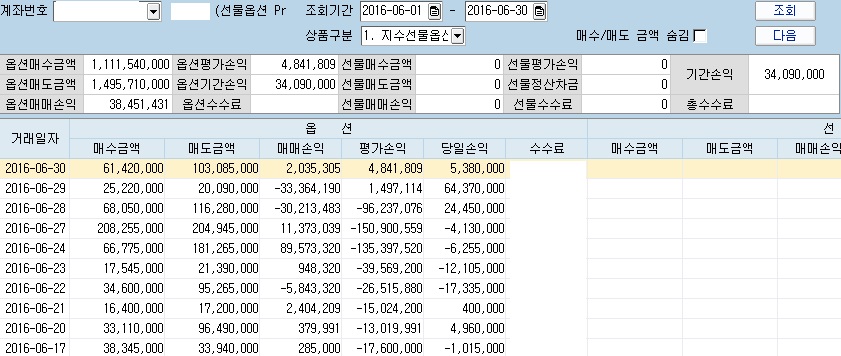 계좌번호 (선물옵션 Pr 조회기간 2016-06-01 - 2016-06-30 조회
상품구분 1. 지수선물옵션 매수/매도 금액 숨김 다음
옵션매수금액 1,111,540,000 옵션평가손익 4,841,809 선물매수금액 0 선물평가손익 0 기간손익 34,090,000
옵션매도금액 1,495,710,000 옵션기간손익 34,090,000 선물매도금액 0 선물정산차금 0
옵션매매손익 38,451,431 옵션수수료 선물매매손익 0 선물수수료 0 총수수료
거래일자 옵 션 선
매수금액 매도금액 매매손익 평가손익 당일손익 수수료 매수금액 매도금액 매매손익
2016-06-30 61,420,000 103,085,000 2,035,305 4,841,809 5,380,000
2016-06-29 25,220,000 20,090,000 -33,364,190 1,497,114 64,370,000
2016-06-28 68,050,000 116,280,000 -30,213,483 -96,237,076 24,450,000
2016-06-27 208,255,000 204,945,000 11,373,039 -150,900,559 -4,130,000
2016-06-24 66,775,000 181,265,000 89,573,320 -135,397,520 -6,255,000
2016-06-23 17,545,000 21,390,000 948,320 -39,569,200 -12,105,000
2016-06-22 34,600,000 95,265,000 -5,843,320 -26,515,880 -17,335,000
2016-06-21 16,400,000 17,200,000 2,404,209 -15,024,200 400,000
2016-06-20 33,110,000 96,490,000 379,991 -13,019,991 4,960,000
2016-06-17 38,345,000 33,940,000 285,000 -17,600,000 -1,015,000